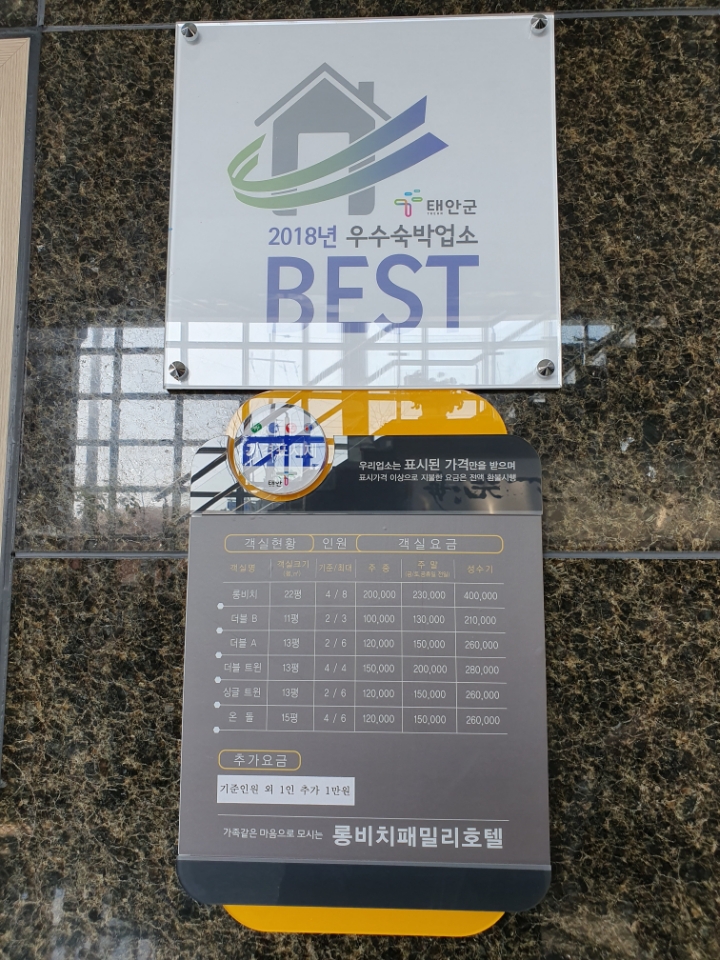 태안군
2018년 우수숙박업소
BEST
태안
우리업소는 표시된 가격만을 받으며
표시가격 이상으로 지불한 요금은 전액 환불시행
객실현황 인원 객실요금
객실명 객실크기 기준/최대 주 중 주 말 성수기
롱비치 22평 4 / 8 200,000 230,000 400,000
더블 B 11평 2 / 3 100,000 130,000 210,000
더블 A 13평 2 / 6 120,000 150,000 260,000
더블 트윈 13평 4 / 4 150,000 200,000 280,000
싱글 트윈 13평 2 / 6 120,000 150,000 260,000
온 돌 15평 4 / 6 120,000 150,000 260,000
추가요금
기준인원 외 1인 추가 1만원
가족같은 마음으로 모시는 롱비치패밀리호텔